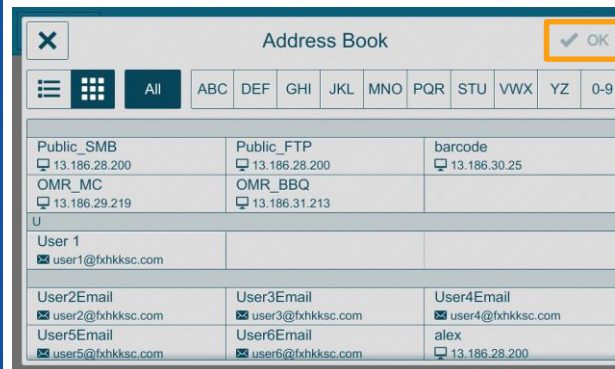 Address Book
OK
All ABC DEF GHI JKL MNO PQR STU VWX YZ 0-9
Public_SMB Public_FTP barcode
13.186.28.200 13.186.28.200 13.186.30.25
OMR_MC OMR_BBQ
13.186.29.219 13.186.31.213
U
User 1
user1@fxhkksc.com
User2Email User3Email User4Email
user2@fxhkksc.com user3@fxhkksc.com user4@fxhkksc.com
User5Email User6Email alex
user5@fxhkksc.com user6@fxhkksc.com 13.186.28.200